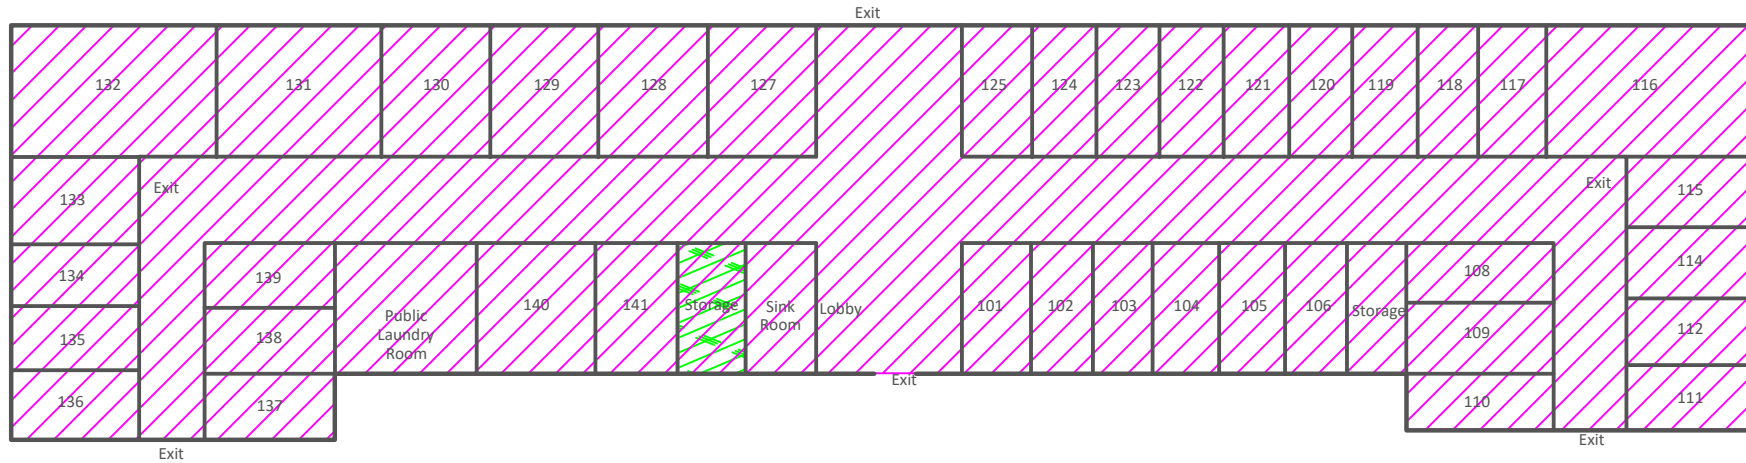 Exit
132
131
130
129
128
127
125
124
123
122
121
120
119
118
117
116
Exit
Exit
133
115
134
139
114
108
135
138
Public
Laundry
Room
140
141
Storage
Sink
Room
Lobby
101
102
103
104
105
106
Storage
109
112
136
137
Exit
110
111
Exit
Exit